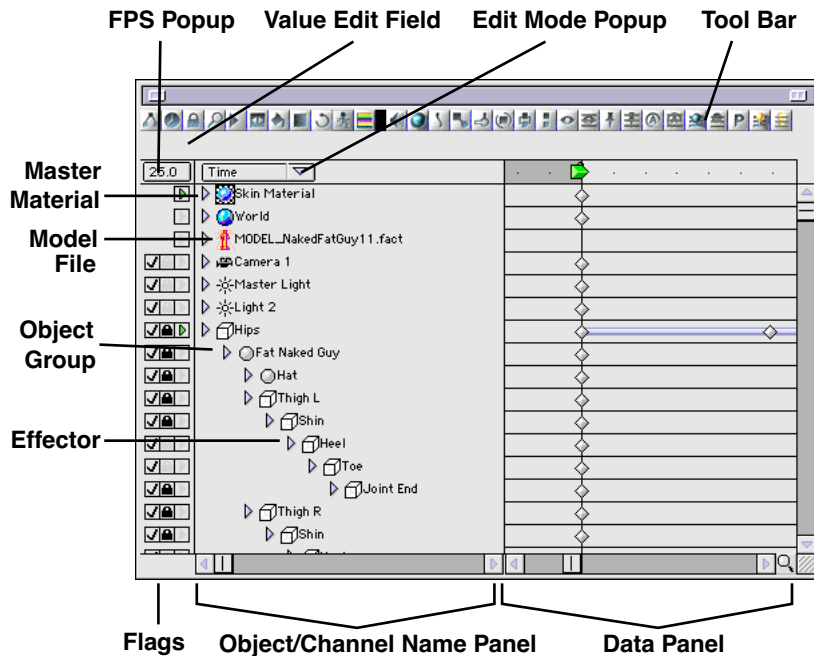 FPS Popup Value Edit Field Edit Mode Popup Tool Bar
P
25.0 Time
Master
Material
Model
File
Object
Group
Effector
Skin Material
World
MODEL_NakedFatGuy11.fact
Camera 1
Master Light
Light 2
Hips
Fat Naked Guy
Hat
Thigh L
Shin
Heel
Toe
Joint End
Thigh R
Shin
Flags Object/Channel Name Panel Data Panel